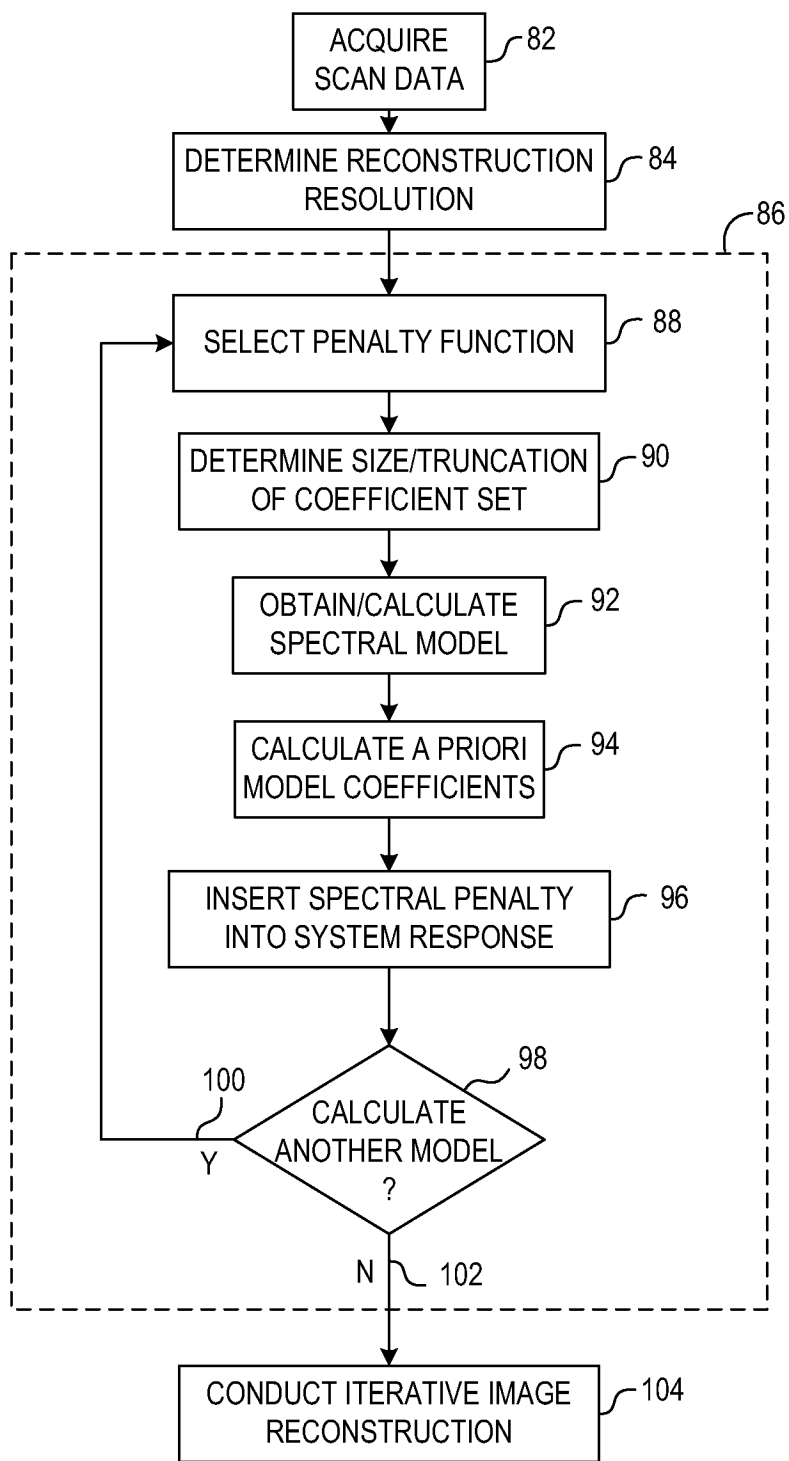 ACQUIRE
SCAN DATA
82
DETERMINE RECONSTRUCTION
RESOLUTION
84
86
SELECT PENALTY FUNCTION
88
DETERMINE SIZE/TRUNCATION
OF COEFFICIENT SET
90
OBTAIN/CALCULATE
SPECTRAL MODEL
92
CALCULATE A PRIORI
MODEL COEFFICIENTS
94
INSERT SPECTRAL PENALTY
INTO SYSTEM RESPONSE
96
CALCULATE
ANOTHER MODEL
?
98
100
Y
N
102
CONDUCT ITERATIVE IMAGE
RECONSTRUCTION
104